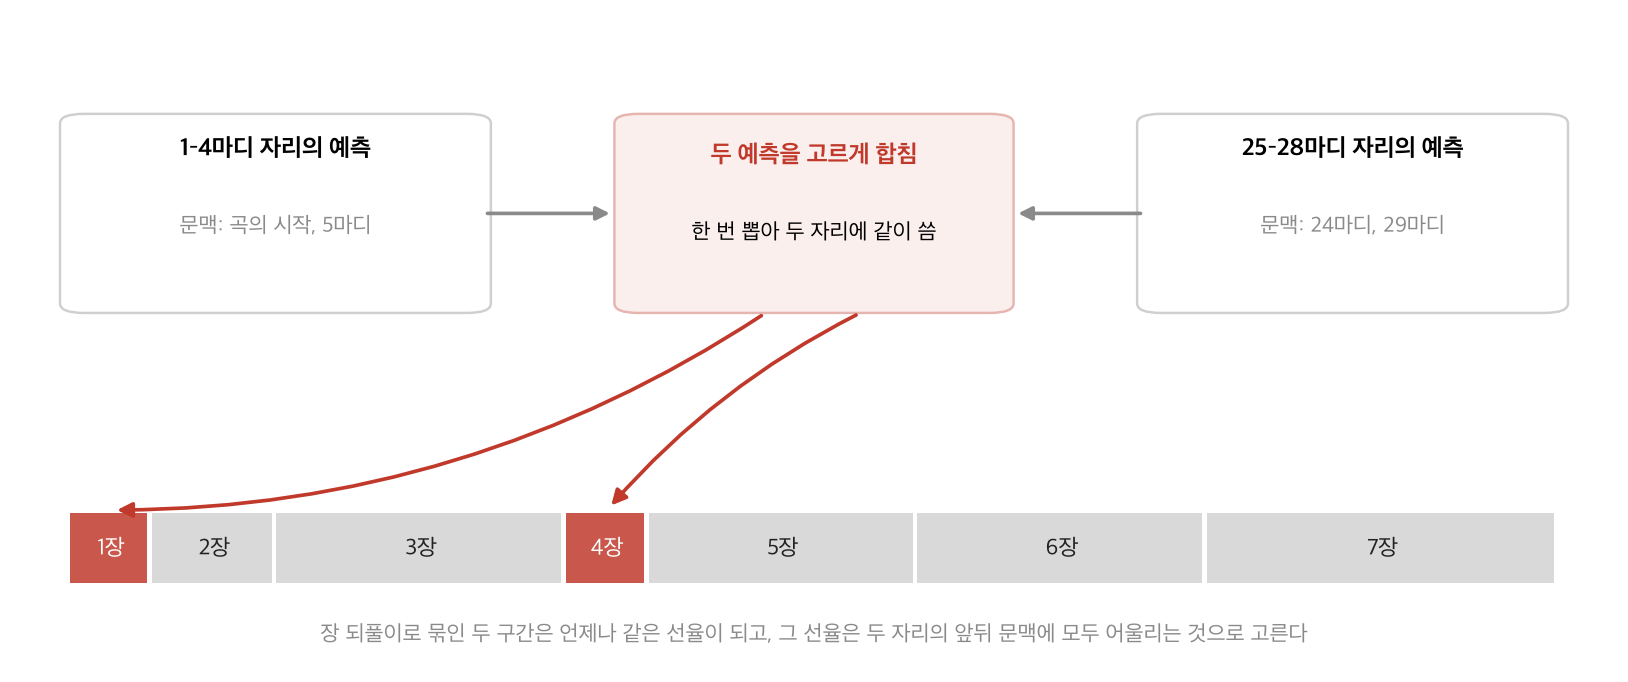 1-4마디 자리의 예측
문맥: 곡의 시작, 5마디
두 예측을 고르게 합침
한 번 뽑아 두 자리에 같이 씀
25-28마디 자리의 예측
문맥: 24마디, 29마디
1장
2장
3장
4장
5장
6장
7장
장 되풀이로 묶인 두 구간은 언제나 같은 선율이 되고, 그 선율은 두 자리의 앞뒤 문맥에 모두 어울리는 것으로 고른다